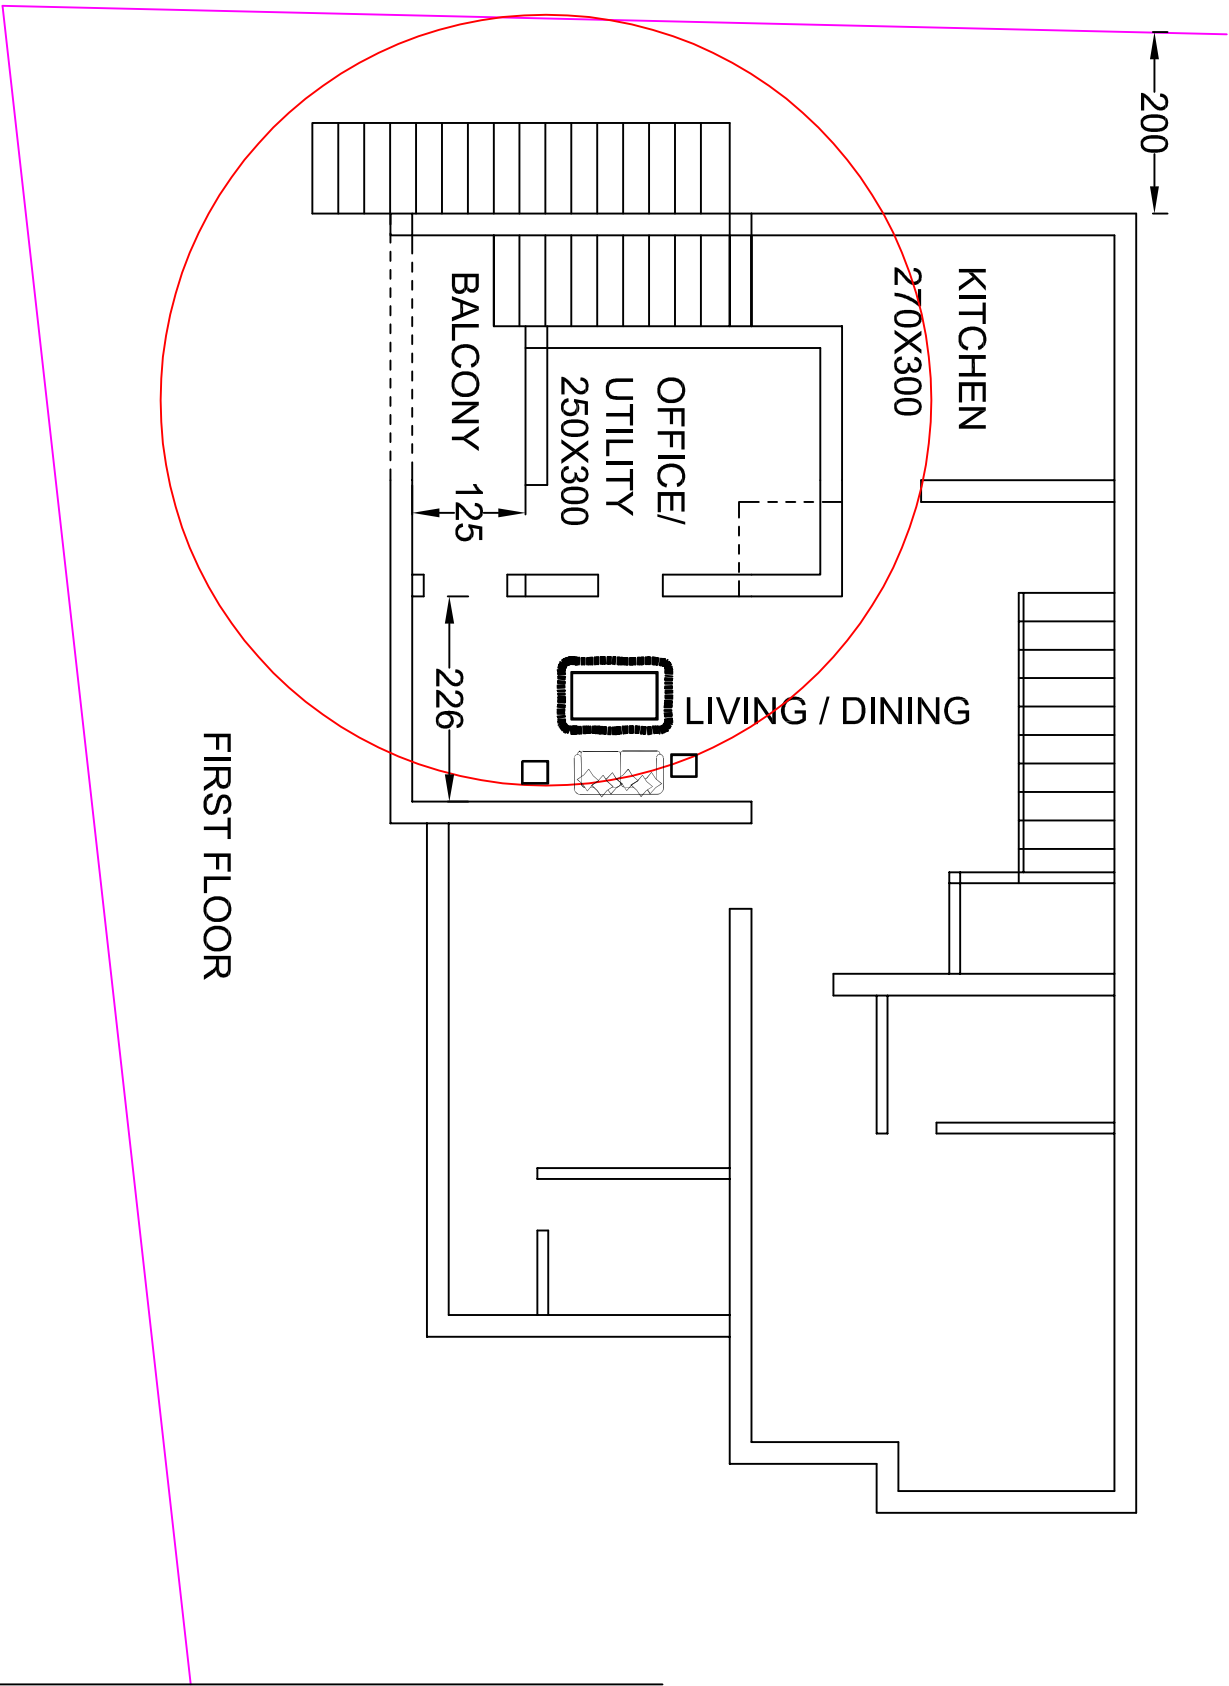 200
KITCHEN
270X300
OFFICE/
UTILITY
250X300
BALCONY
125
226
LIVING / DINING
FIRST FLOOR